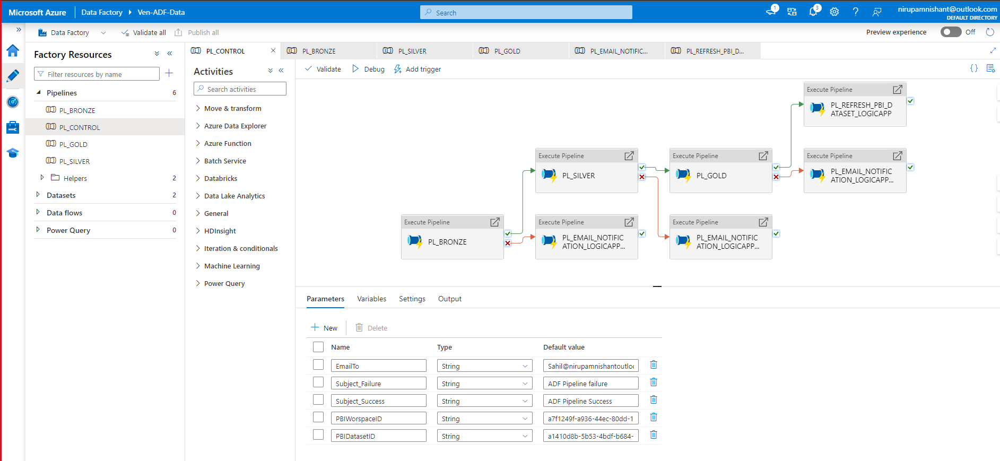 Microsoft Azure
Data Factory
Ven-ADF-Data
Search
1
3
nirupamnishant@outlook.com
DEFAULT DIRECTORY
Data Factory
Validate all
Publish all
Preview experience
Off
Factory Resources
Filter resources by name
Pipelines 6
PL_BRONZE
PL_CONTROL
PL_GOLD
PL_SILVER
Helpers 2
Datasets 2
Data flows 0
Power Query 0
PL_CONTROL
PL_BRONZE
PL_SILVER
PL_GOLD
PL_EMAIL_NOTIFIC...
PL_REFRESH_PBI_D...
Activities
Search activities
Move & transform
Azure Data Explorer
Azure Function
Batch Service
Databricks
Data Lake Analytics
General
HDInsight
Iteration & conditionals
Machine Learning
Power Query
Validate
Debug
Add trigger
{}
Execute Pipeline
PL_REFRESH_PBI_D
ATASET_LOGICAPP
Execute Pipeline
PL_SILVER
Execute Pipeline
PL_GOLD
Execute Pipeline
PL_EMAIL_NOTIFIC
ATION_LOGICAPP...
Execute Pipeline
PL_BRONZE
Execute Pipeline
PL_EMAIL_NOTIFIC
ATION_LOGICAPP...
Execute Pipeline
PL_EMAIL_NOTIFIC
ATION_LOGICAPP...
Parameters Variables Settings Output
New
Delete
Name Type Default value
EmailTo String Sahil@nirupamnishantoutloo
Subject_Failure String ADF Pipeline failure
Subject_Success String ADF Pipeline Success
PBIWorspaceID String a7f1249f-a936-44ec-80dd-1
PBIDatasetID String a1410d8b-5b53-4bdf-b684-